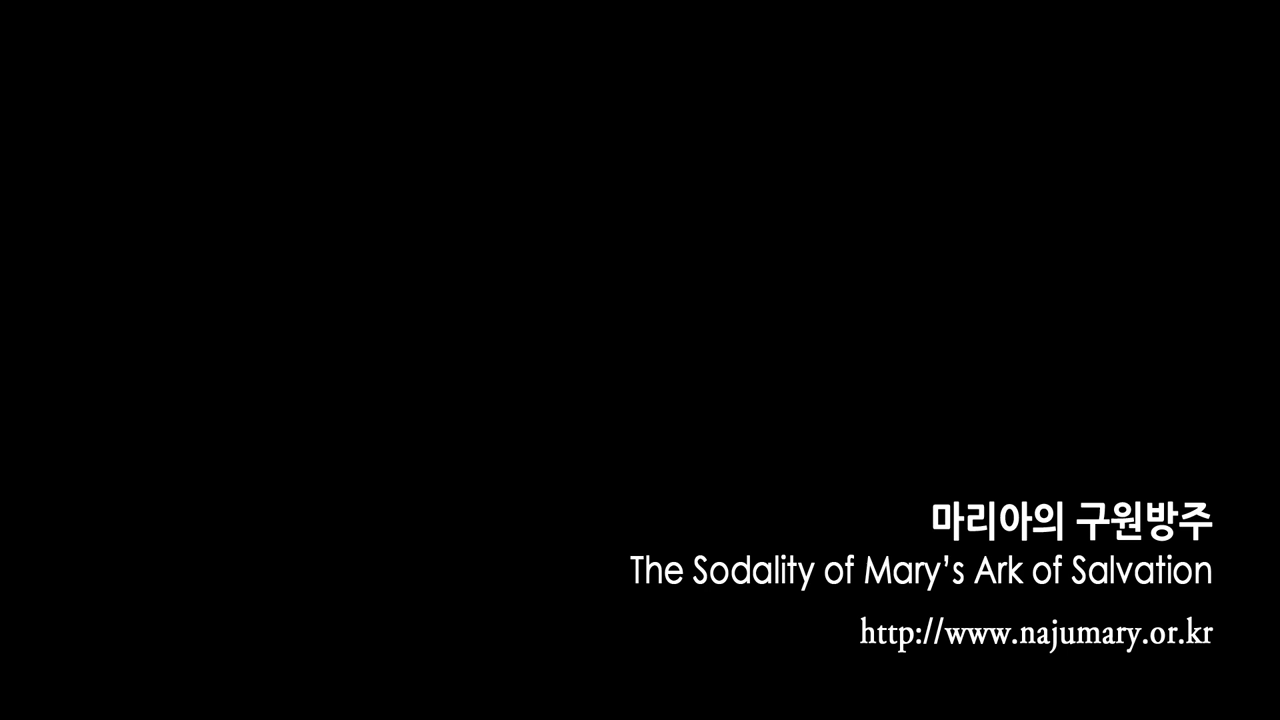 마리아의 구원방주
The Sodality of Mary’s Ark of Salvation
http://www.najumary.or.kr